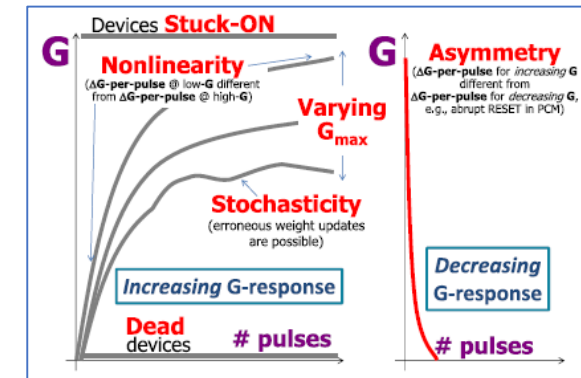 Devices Stuck-ON
G
Nonlinearity
(ΔG-per-pulse @ low-G different
from ΔG-per-pulse @ high-G)
Varying
Gmax
Stochasticity
(erroneous weight updates
are possible)
Increasing G-response
Dead
devices
# pulses
G
Asymmetry
(ΔG-per-pulse for increasing G
different from
ΔG-per-pulse for decreasing G,
e.g., abrupt RESET in PCM)
Decreasing
G-response
# pulses